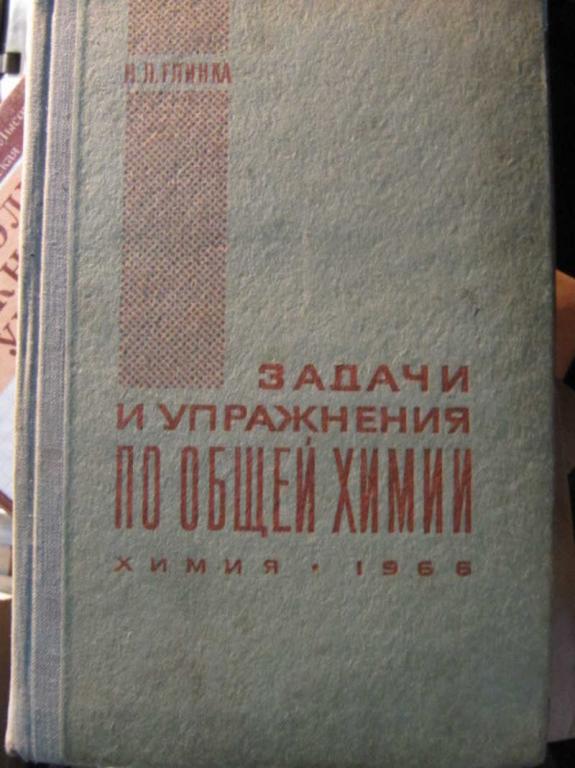 Н.Л.ГЛИНКА
ЗАДАЧИ
И УПРАЖНЕНИЯ
ПО ОБЩЕЙ ХИМИИ
ХИМИЯ · 1966